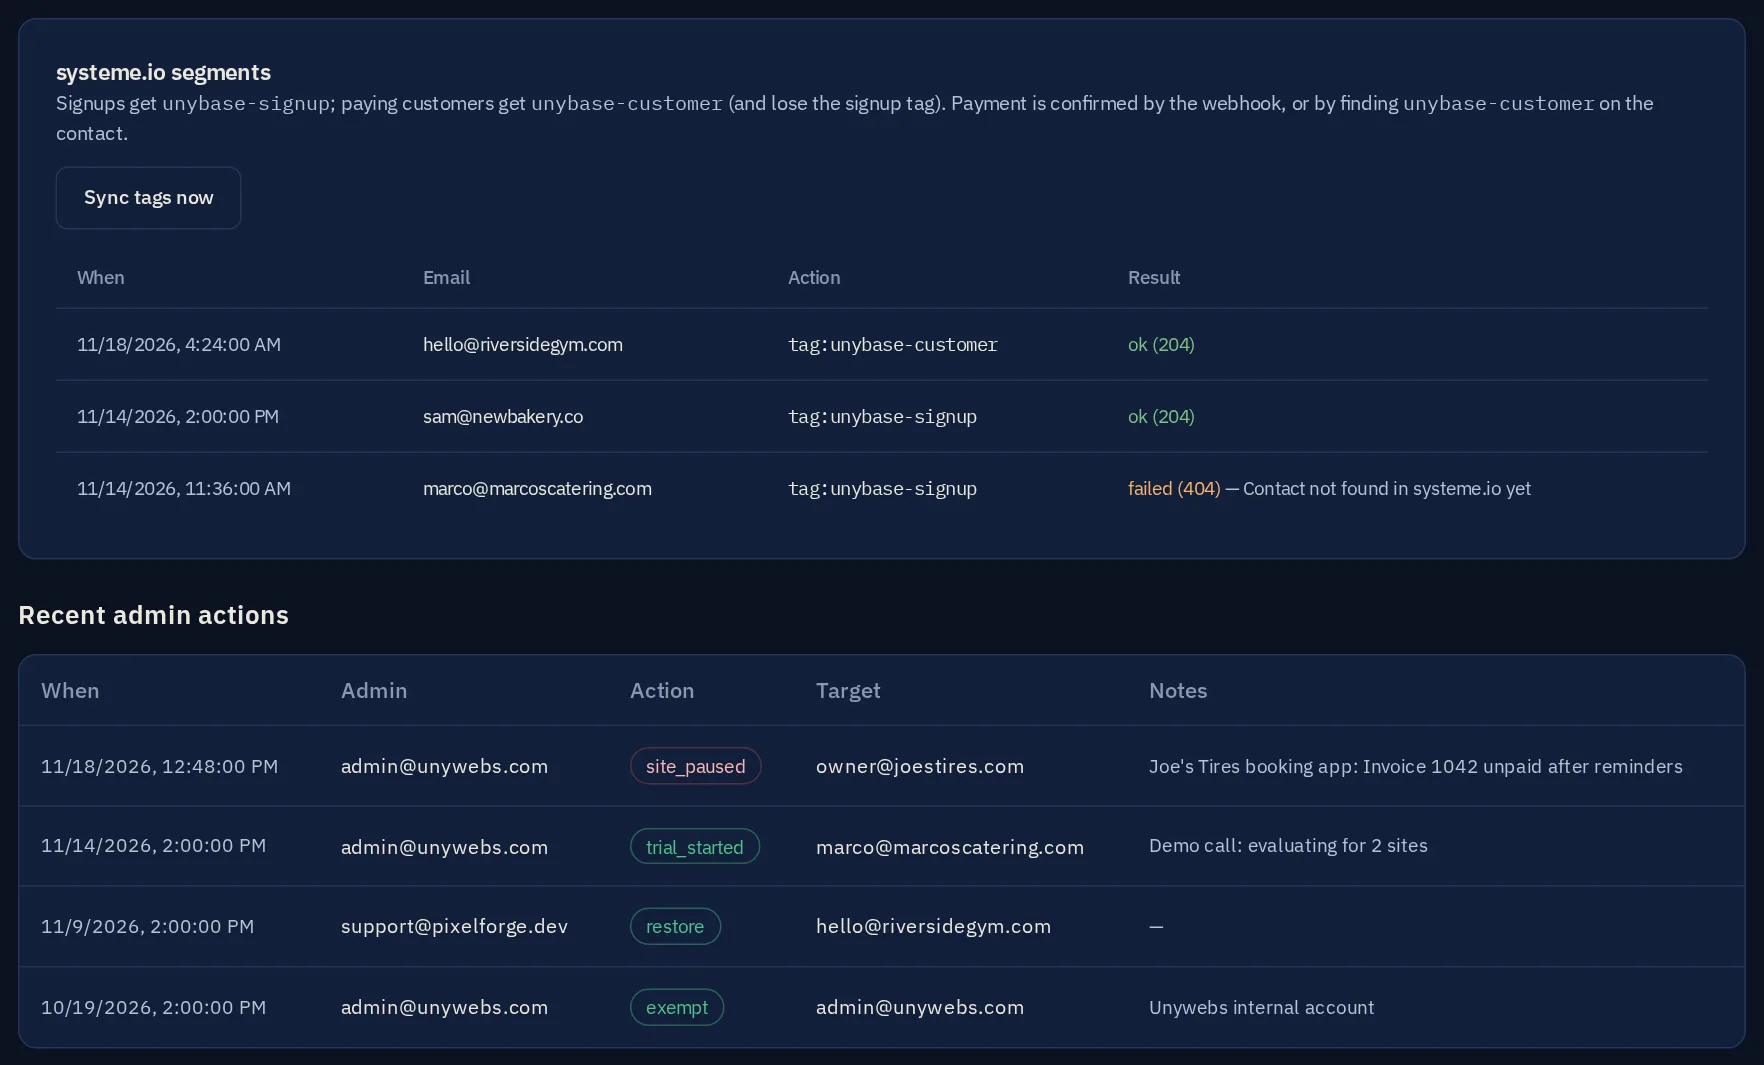 systeme.io segments
Signups get unybase-signup; paying customers get unybase-customer (and lose the signup tag). Payment is confirmed by the webhook, or by finding unybase-customer on the
contact.
Sync tags now
When Email Action Result
11/18/2026, 4:24:00 AM hello@riversidegym.com tag:unybase-customer ok (204)
11/14/2026, 2:00:00 PM sam@newbakery.co tag:unybase-signup ok (204)
11/14/2026, 11:36:00 AM marco@marcoscatering.com tag:unybase-signup failed (404) — Contact not found in systeme.io yet
Recent admin actions
When Admin Action Target Notes
11/18/2026, 12:48:00 PM admin@unywebs.com site_paused owner@joestires.com Joe's Tires booking app: Invoice 1042 unpaid after reminders
11/14/2026, 2:00:00 PM admin@unywebs.com trial_started marco@marcoscatering.com Demo call: evaluating for 2 sites
11/9/2026, 2:00:00 PM support@pixelforge.dev restore hello@riversidegym.com —
10/19/2026, 2:00:00 PM admin@unywebs.com exempt admin@unywebs.com Unywebs internal account